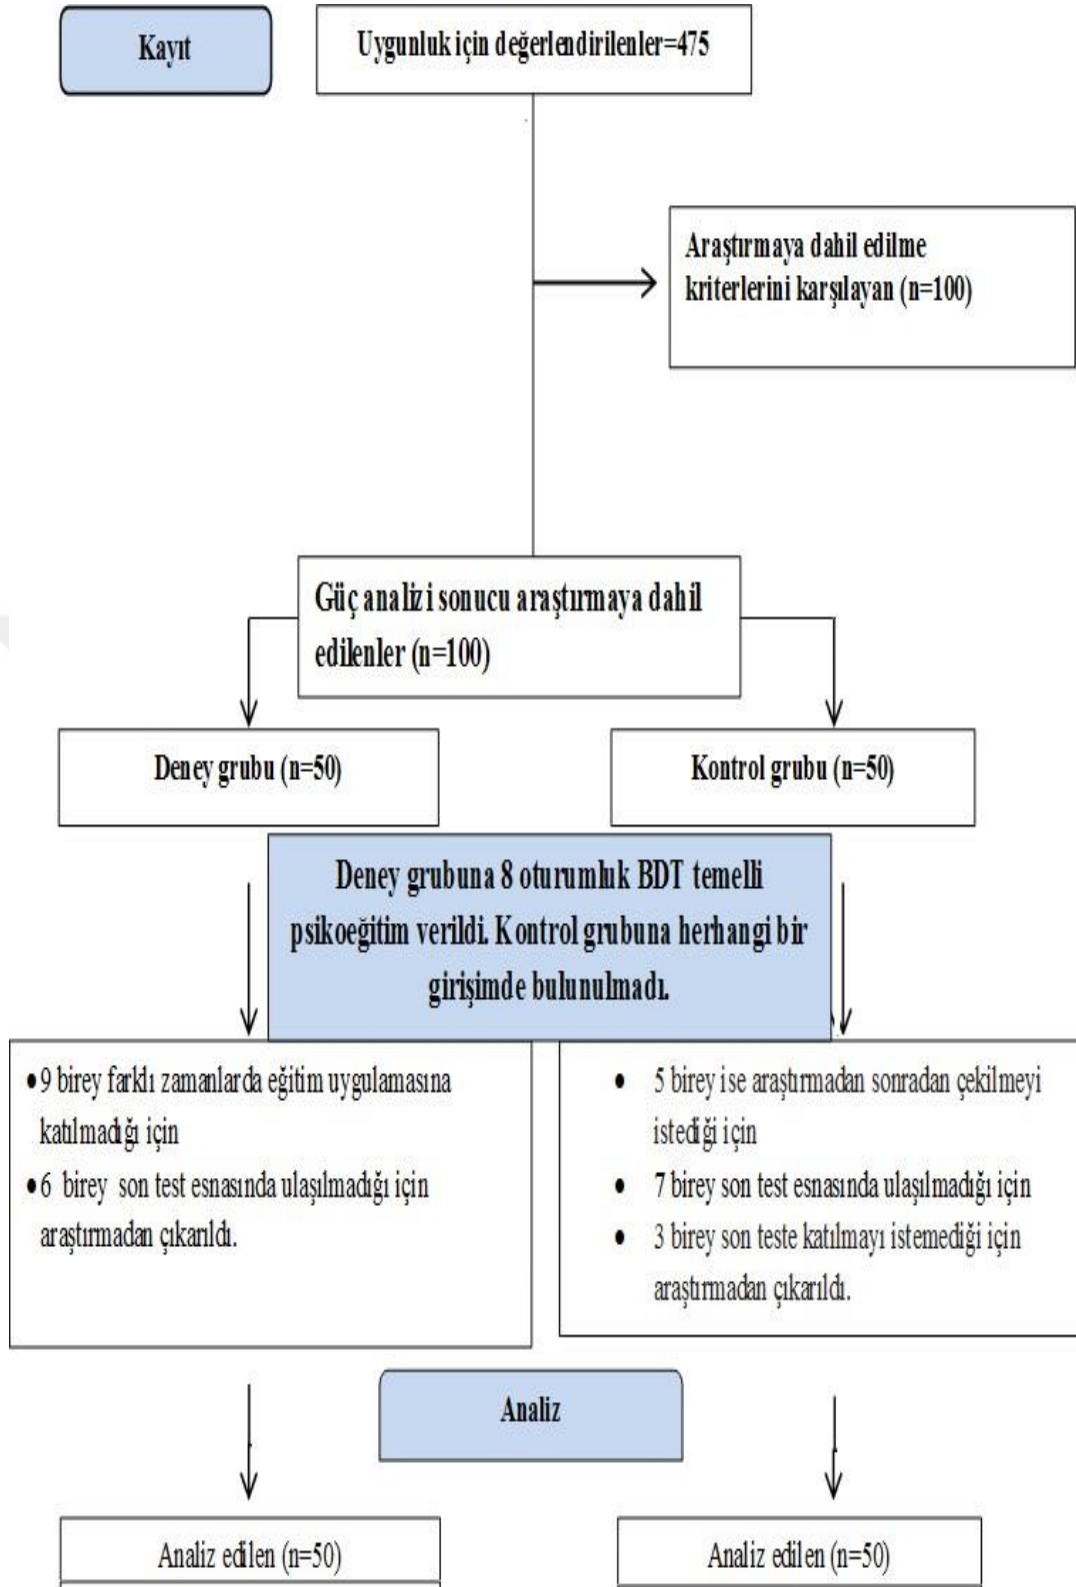 Kayıt
Uygunluk için değerlendirilenler=475
Araştırmaya dahil edilme
kriterlerini karşılayan (n=100)
Güç analizi sonucu araştırmaya dahil
edilenler (n=100)
Deney grubu (n=50)
Kontrol grubu (n=50)
Deney grubuna 8 oturumluk BDT temelli
psikoeğitim verildi. Kontrol grubuna herhangi bir
girişimde bulunulmadı.
•9 birey farklı zamanlarda eğitim uygulamasına
katılmadığı için
•6 birey son test esnasında ulaşılmadığı için
araştırmadan çıkarıldı.
• 5 birey ise araştırmadan sonradan çekilmeyi
istediği için
• 7 birey son test esnasında ulaşılmadığı için
• 3 birey son teste katılmayı istemediği için
araştırmadan çıkarıldı.
Analiz
Analiz edilen (n=50)
Analiz edilen (n=50)